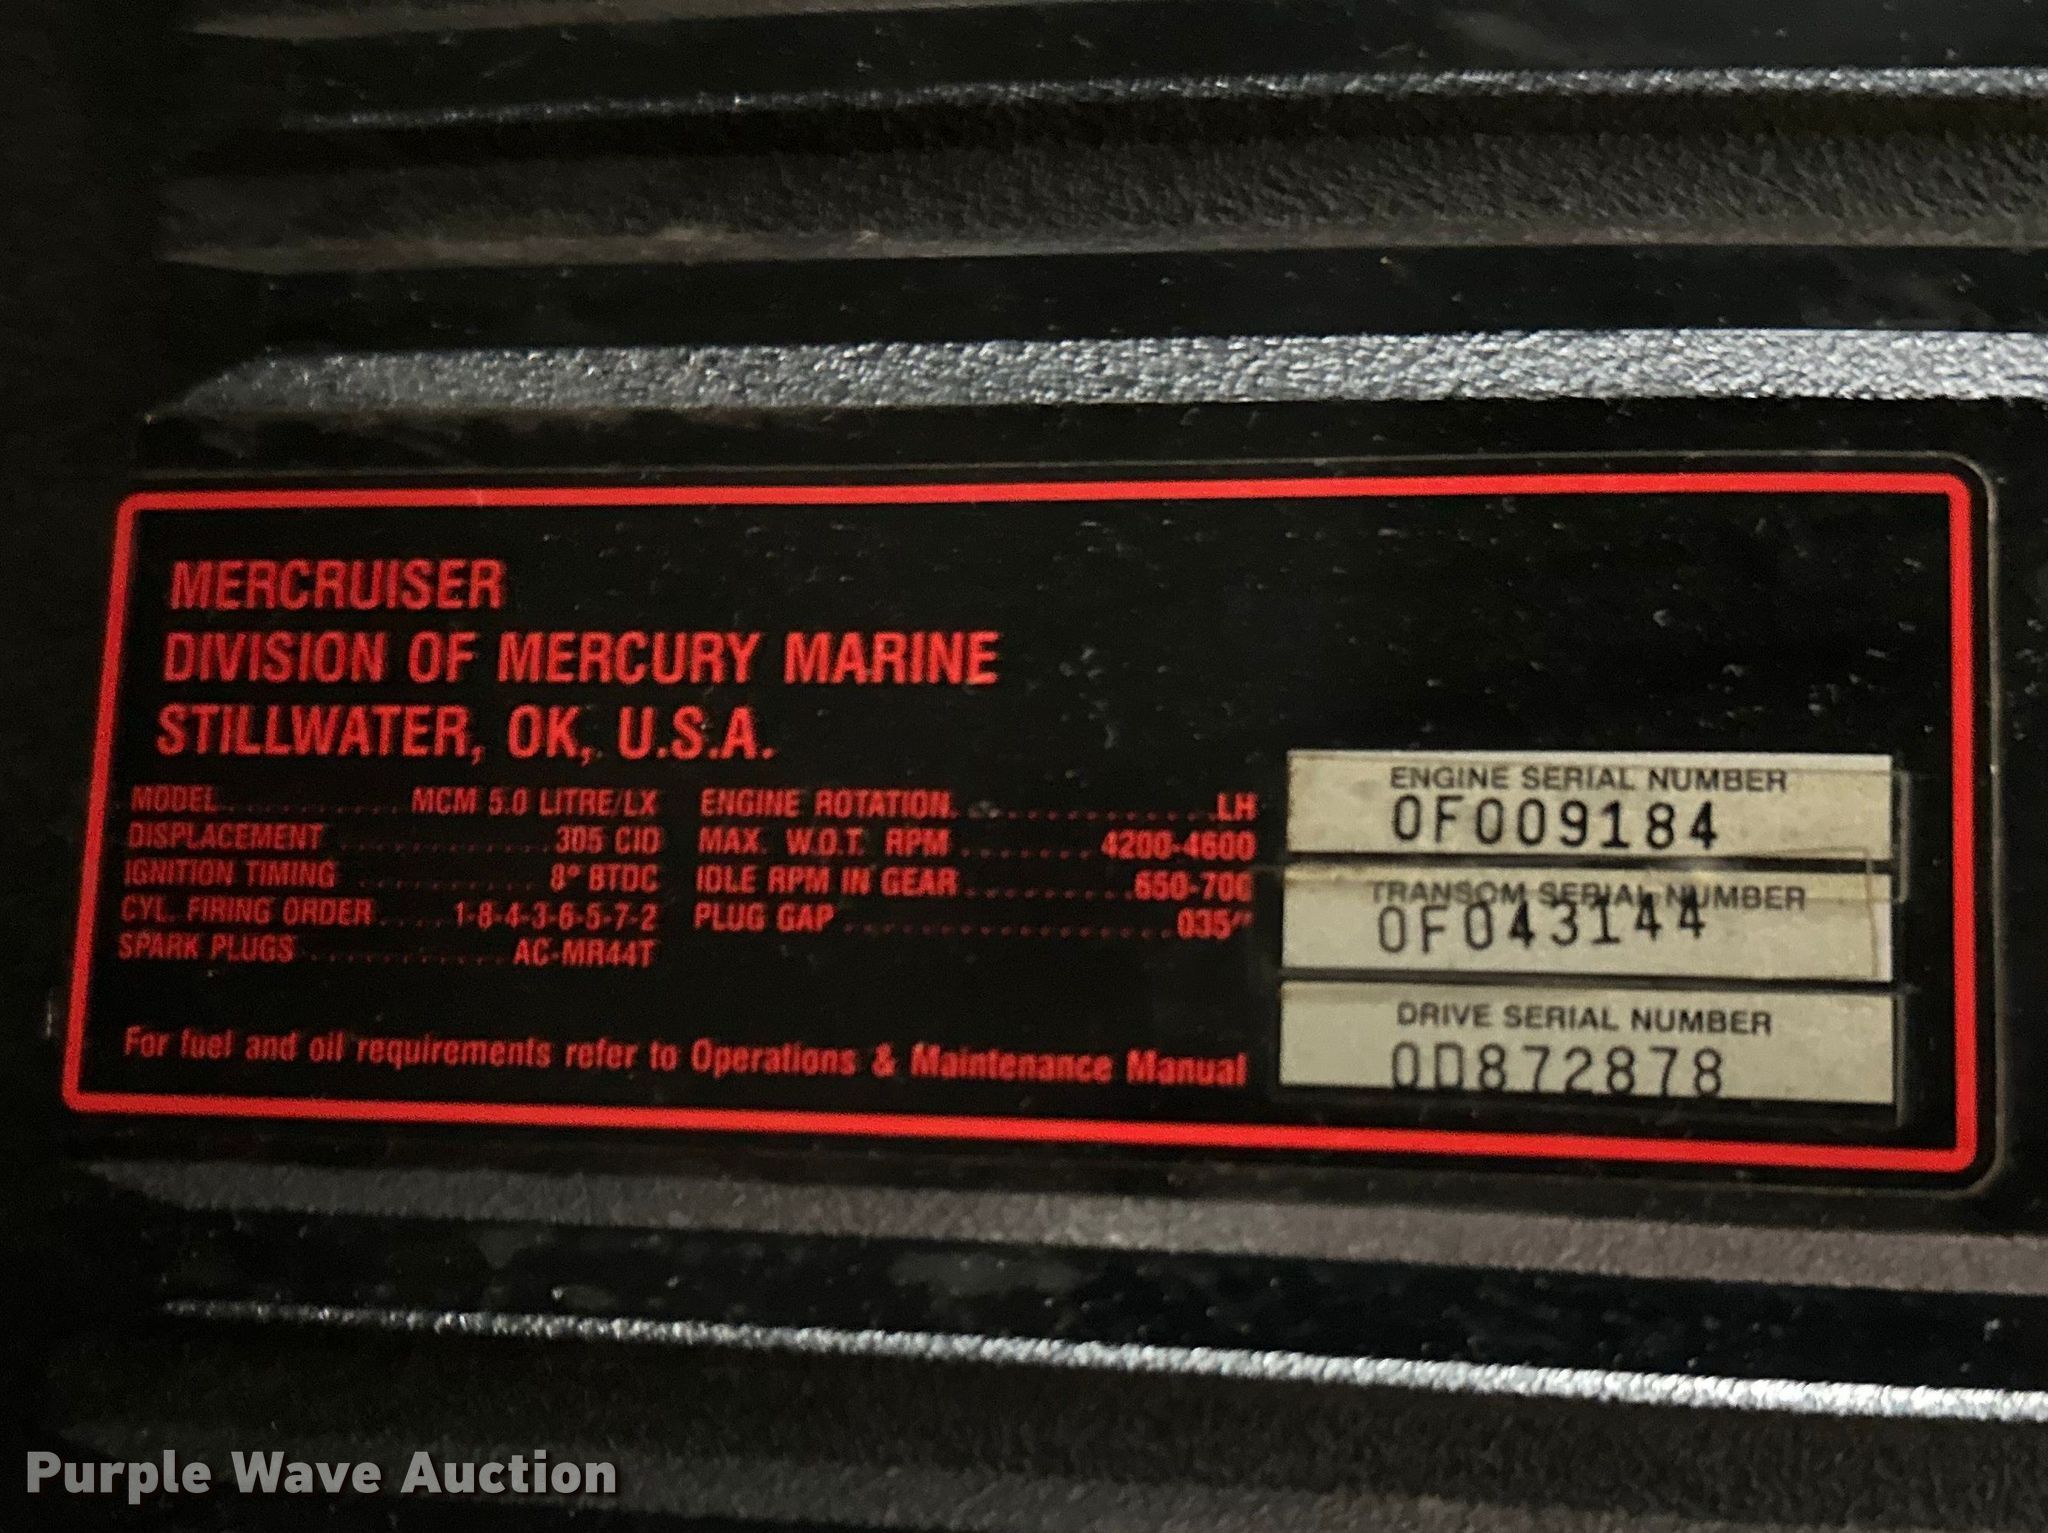 MERCRUISER
DIVISION OF MERCURY MARINE
STILLWATER, OK, U.S.A.
MODEL.............. MCM 5.0 LITRE/LX
DISPLACEMENT ............. 305 CID
IGNITION TIMING ............ 8° BTDC
CYL. FIRING ORDER .... 1-8-4-3-6-5-7-2
SPARK PLUGS ............ AC-MR44T
ENGINE ROTATION. ............... LH
MAX. W.O.T. RPM ........ 4200-4600
IDLE RPM IN GEAR .......... 650-700
PLUG GAP .................... 035"
For fuel and oil requirements refer to Operations & Maintenance Manual
ENGINE SERIAL NUMBER
0F009184
TRANSOM SERIAL NUMBER
0F043144
DRIVE SERIAL NUMBER
0D872878
Purple Wave Auction